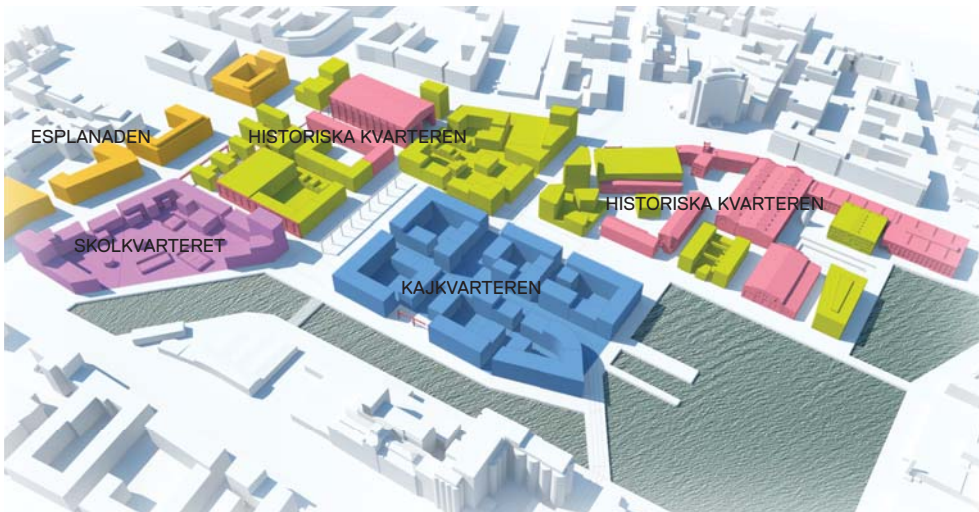 ESPLANADEN
HISTORISKA KVARTEREN
HISTORISKA KVARTEREN
SKOLKVARTERET
KAJKVARTEREN